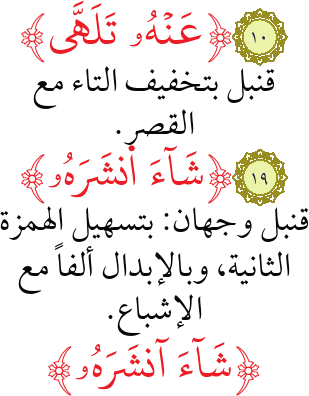 ١٠ ﴿عَنۡهُۥ تَلَهَّىٰ﴾
قنبل بتخفيف التاء مع
القصر.
١٩ ﴿شَآءَ اَ۬نشَرَهُۥ﴾
قنبل وجهان: بتسهيل الهمزة
الثانية، وبالإبدال ألفاً مع
الإشباع.
﴿شَآءَ آنشَرَهُۥ﴾